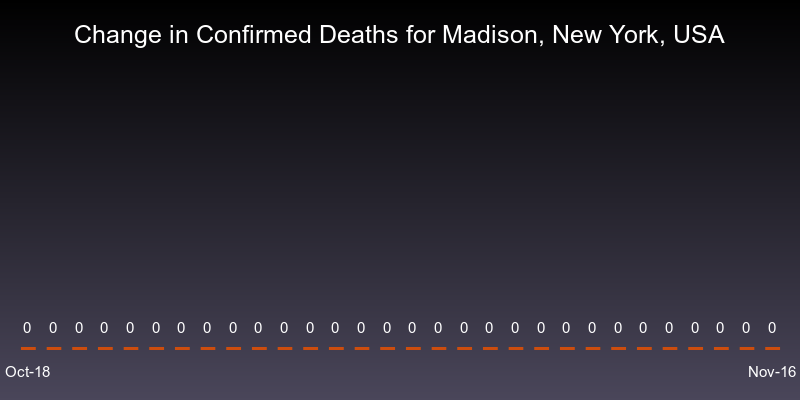 Change in Confirmed Deaths for Madison, New York, USA
0 0 0 0 0 0 0 0 0 0 0 0 0 0 0 0 0 0 0 0 0 0 0 0 0 0 0 0 0 0
Oct-18 Nov-16